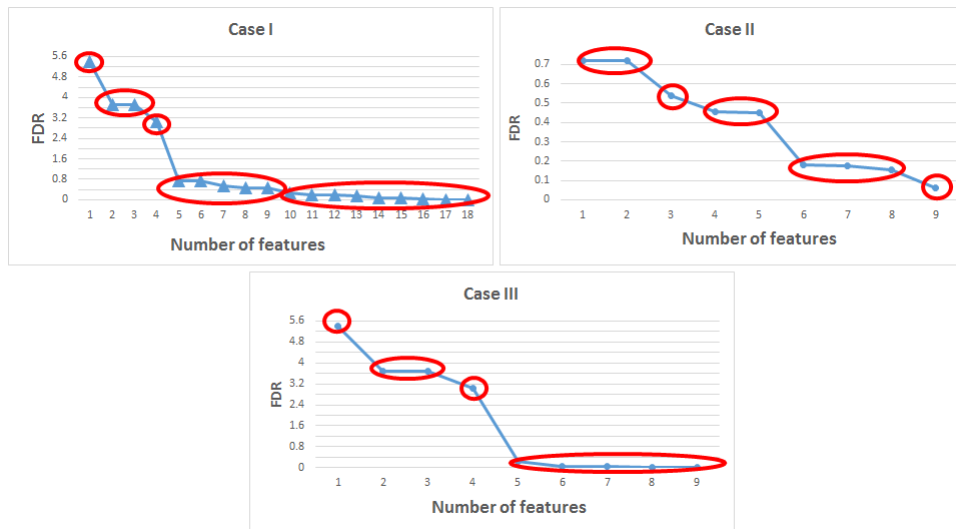 Case I
5.6
4.8
4
3.2
2.4
1.6
0.8
0
FDR
1 2 3 4 5 6 7 8 9 10 11 12 13 14 15 16 17 18
Number of features
Case II
0.7
0.6
0.5
0.4
0.3
0.2
0.1
0
FDR
1 2 3 4 5 6 7 8 9
Number of features
Case III
5.6
4.8
4
3.2
2.4
1.6
0.8
0
FDR
1 2 3 4 5 6 7 8 9
Number of features